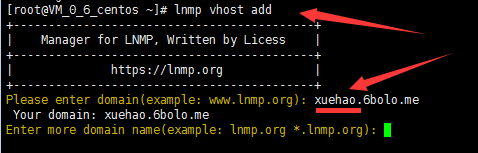 [root@VM_0_6_centos ~]# lnmp vhost add
+-------------------------------------------+
|    Manager for LNMP, Written by Licess    |
+-------------------------------------------+
|              https://lnmp.org             |
+-------------------------------------------+
Please enter domain(example: www.lnmp.org): xuehao.6bolo.me
 Your domain: xuehao.6bolo.me
Enter more domain name(example: lnmp.org *.lnmp.org):